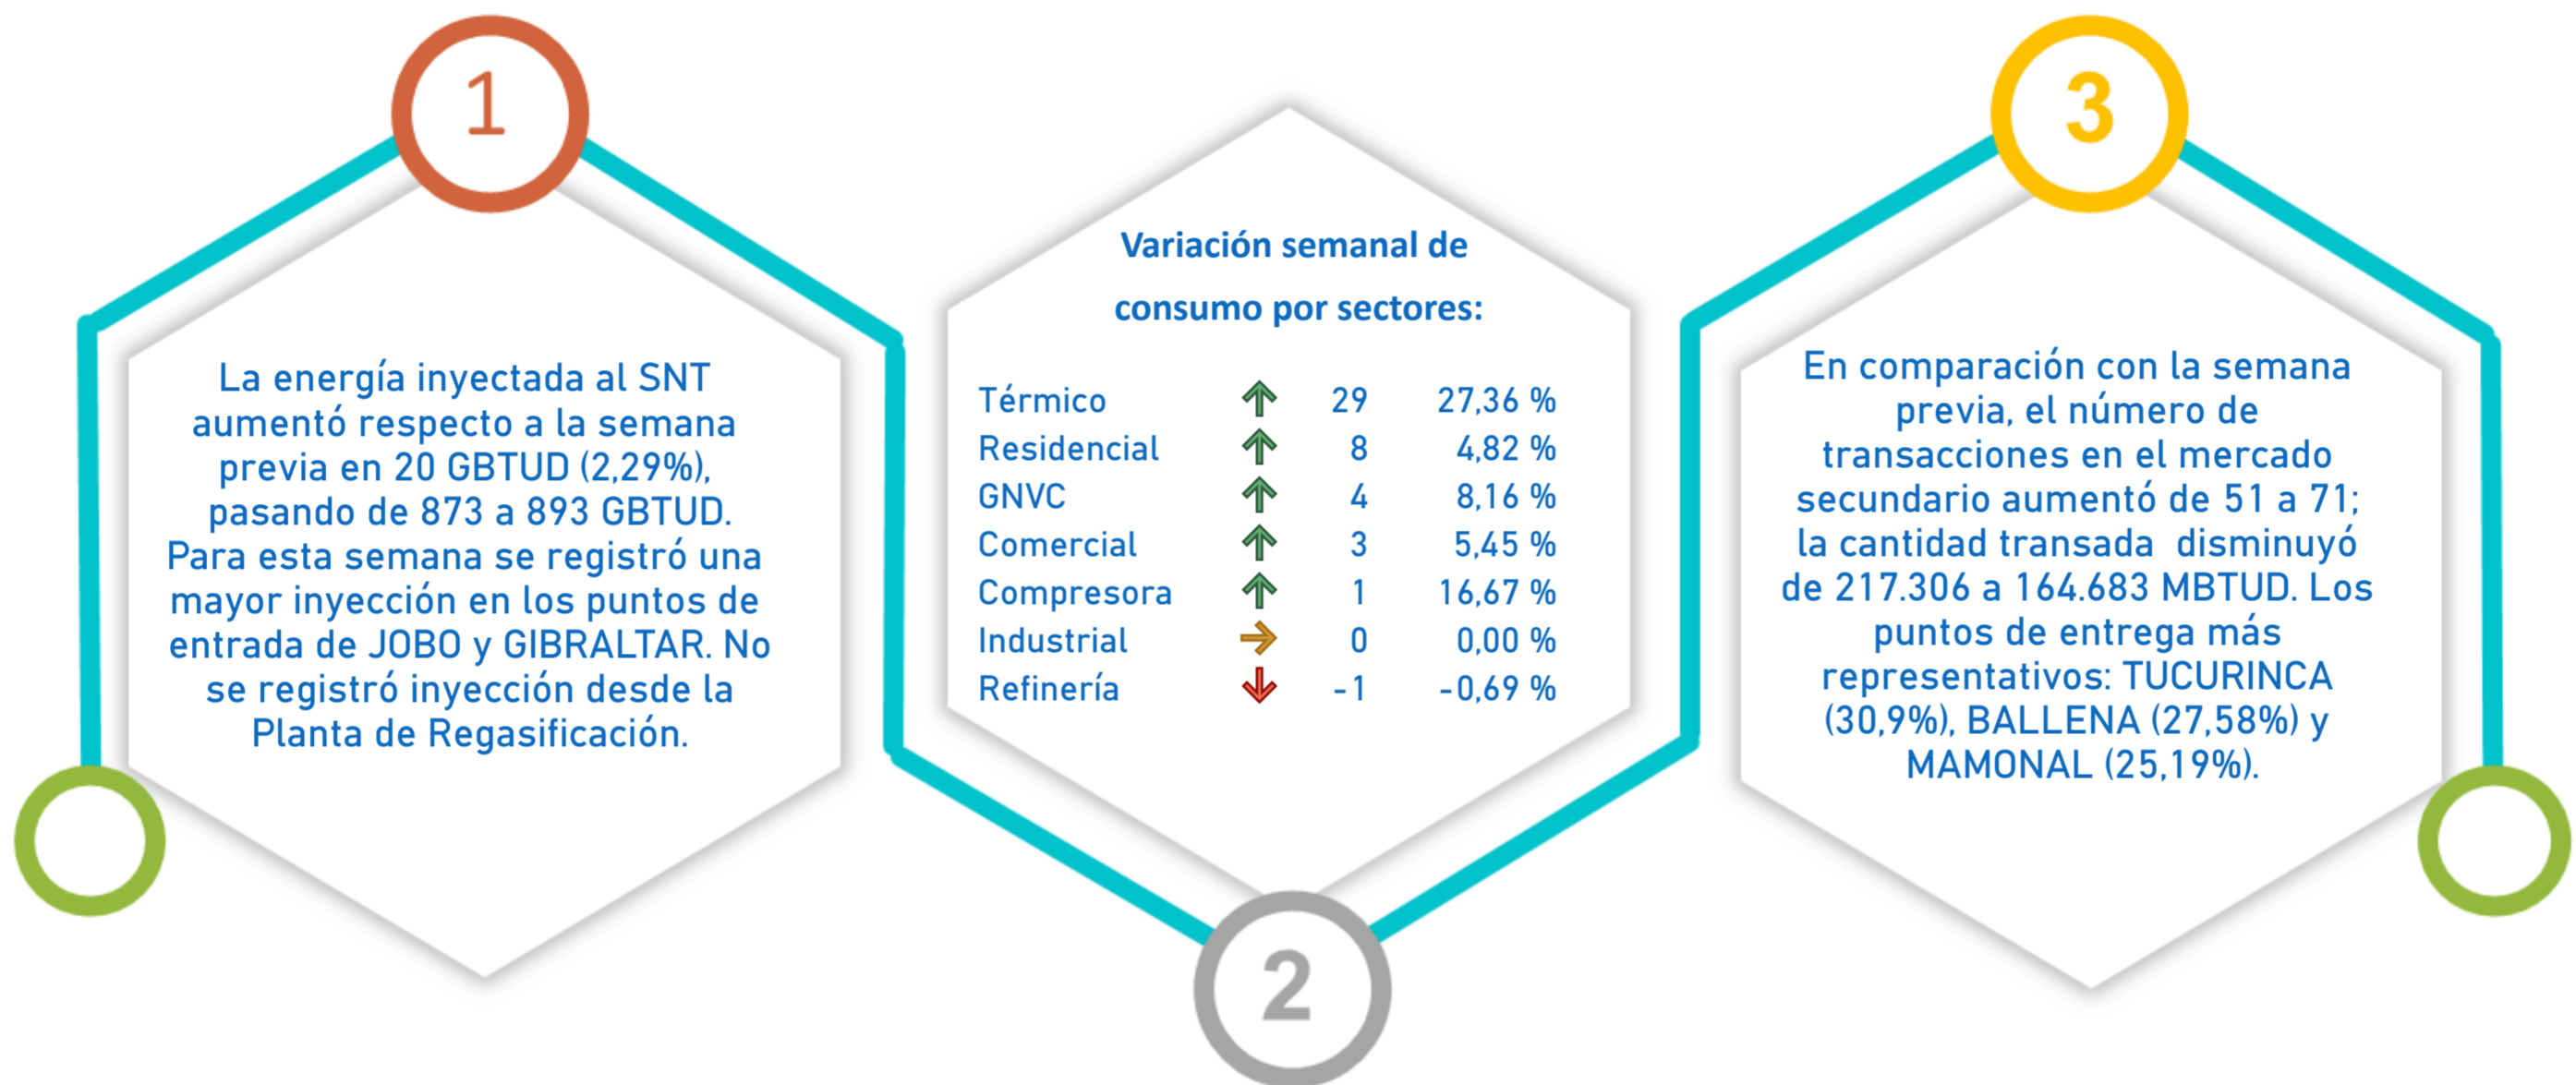 1
La energía inyectada al SNT
aumentó respecto a la semana
previa en 20 GBTUD (2,29%),
pasando de 873 a 893 GBTUD.
Para esta semana se registró una
mayor inyección en los puntos de
entrada de JOBO y GIBRALTAR. No
se registró inyección desde la
Planta de Regasificación.
Variación semanal de
consumo por sectores:
Térmico 29 27,36 %
Residencial 8 4,82 %
GNVC 4 8,16 %
Comercial 3 5,45 %
Compresora 1 16,67 %
Industrial 0 0,00 %
Refinería -1 -0,69 %
2
3
En comparación con la semana
previa, el número de
transacciones en el mercado
secundario aumentó de 51 a 71;
la cantidad transada disminuyó
de 217.306 a 164.683 MBTUD. Los
puntos de entrega más
representativos: TUCURINCA
(30,9%), BALLENA (27,58%) y
MAMONAL (25,19%).